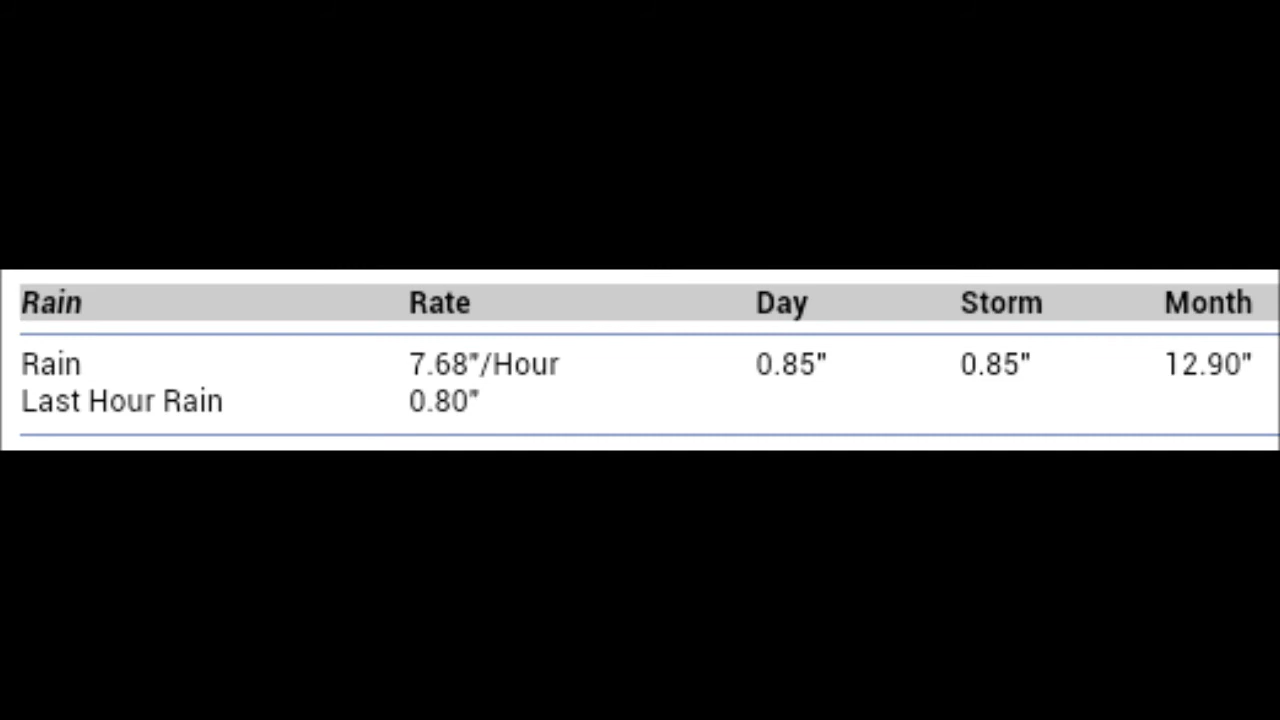 Rain Rate Day Storm Month
Rain 7.68"/Hour 0.85" 0.85" 12.90"
Last Hour Rain 0.80"